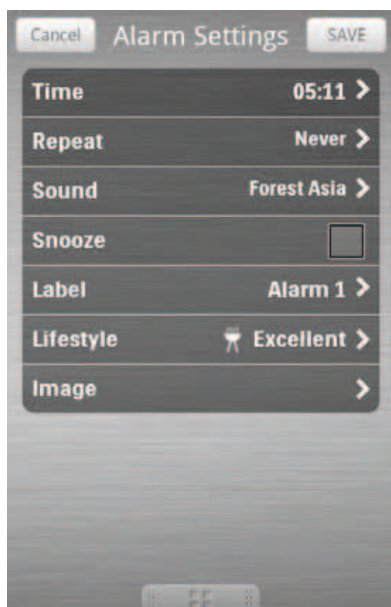 Cancel Alarm Settings SAVE
Time 05:11
Repeat Never
Sound Forest Asia
Snooze
Label Alarm 1
Lifestyle Excellent
Image